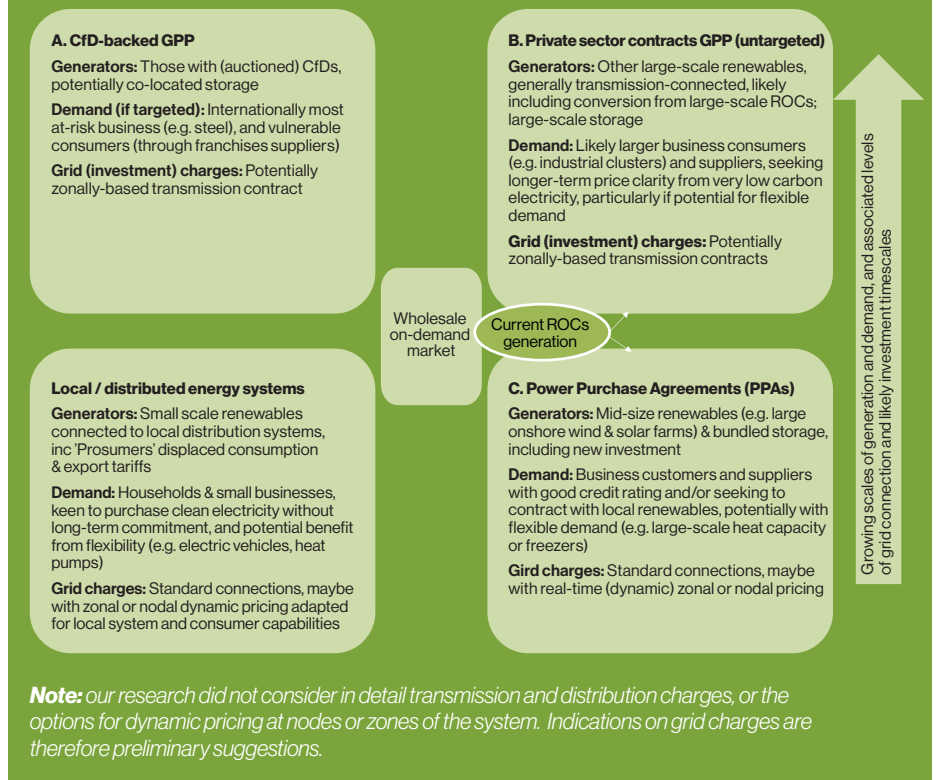 A. CfD-backed GPP
Generators: Those with (auctioned) CfDs,
potentially co-located storage
Demand (if targeted): Internationally most
at-risk business (e.g. steel), and vulnerable
consumers (through franchises suppliers)
Grid (investment) charges: Potentially
zonally-based transmission contract
B. Private sector contracts GPP (untargeted)
Generators: Other large-scale renewables,
generally transmission-connected, likely
including conversion from large-scale ROCs;
large-scale storage
Demand: Likely larger business consumers
(e.g. industrial clusters) and suppliers, seeking
longer-term price clarity from very low carbon
electricity, particularly if potential for flexible
demand
Grid (investment) charges: Potentially
zonally-based transmission contracts
Wholesale
on-demand
market
Current ROCs
generation
Local / distributed energy systems
Generators: Small scale renewables
connected to local distribution systems,
inc 'Prosumers' displaced consumption
& export tariffs
Demand: Households & small businesses,
keen to purchase clean electricity without
long-term commitment, and potential benefit
from flexibility (e.g. electric vehicles, heat
pumps)
Grid charges: Standard connections, maybe
with zonal or nodal dynamic pricing adapted
for local system and consumer capabilities
C. Power Purchase Agreements (PPAs)
Generators: Mid-size renewables (e.g. large
onshore wind & solar farms) & bundled storage,
including new investment
Demand: Business customers and suppliers
with good credit rating and/or seeking to
contract with local renewables, potentially with
flexible demand (e.g. large-scale heat capacity
or freezers)
Gird charges: Standard connections, maybe
with real-time (dynamic) zonal or nodal pricing
Growing scales of generation and demand, and associated levels
of grid connection and likely investment timescales
Note: our research did not consider in detail transmission and distribution charges, or the
options for dynamic pricing at nodes or zones of the system. Indications on grid charges are
therefore preliminary suggestions.